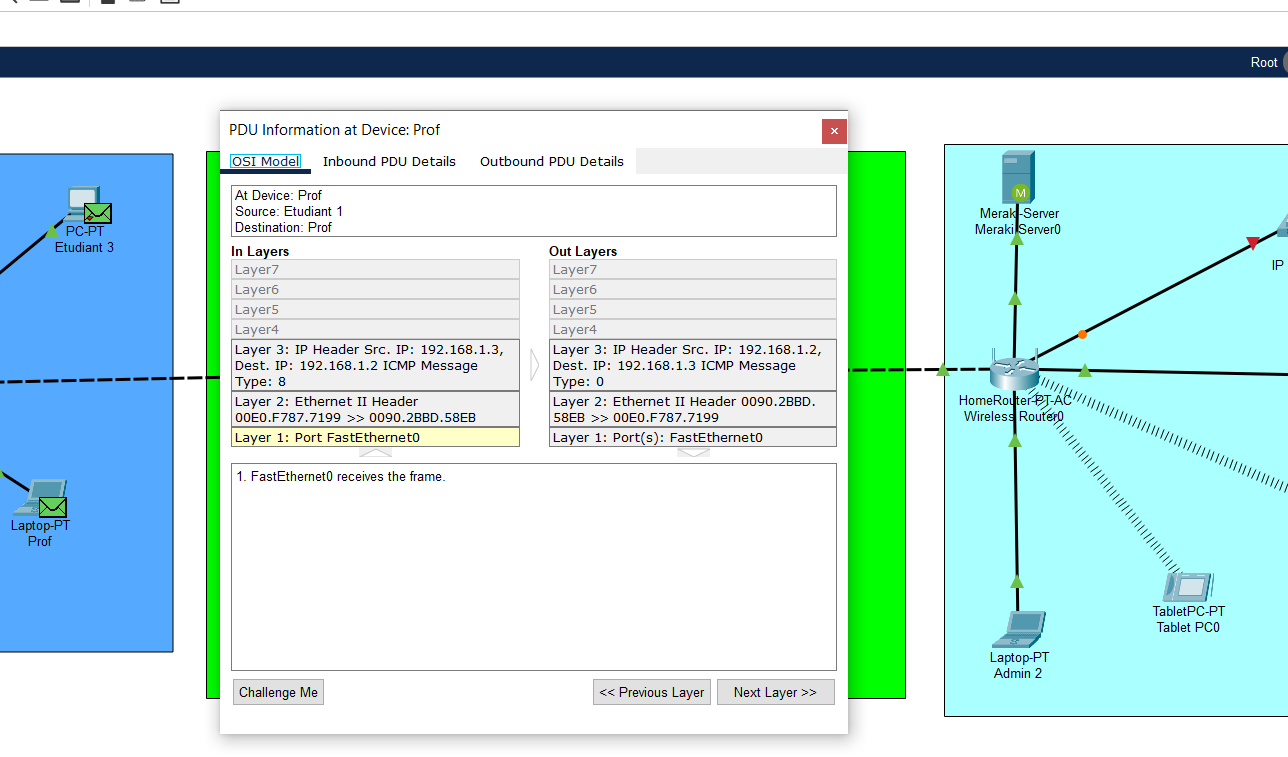 Root
PDU Information at Device: Prof
OSI Model
Inbound PDU Details
Outbound PDU Details
At Device: Prof
Source: Etudiant 1
Destination: Prof
In Layers
Layer7
Layer6
Layer5
Layer4
Layer 3: IP Header Src. IP: 192.168.1.3,
Dest. IP: 192.168.1.2 ICMP Message
Type: 8
Layer 2: Ethernet II Header
00E0.F787.7199 >> 0090.2BBD.58EB
Layer 1: Port FastEthernet0
Out Layers
Layer7
Layer6
Layer5
Layer4
Layer 3: IP Header Src. IP: 192.168.1.2,
Dest. IP: 192.168.1.3 ICMP Message
Type: 0
Layer 2: Ethernet II Header 0090.2BBD.
58EB >> 00E0.F787.7199
Layer 1: Port(s): FastEthernet0
1. FastEthernet0 receives the frame.
Challenge Me
<< Previous Layer
Next Layer >>
PC-PT
Etudiant 3
Laptop-PT
Prof
M
Meraki-Server
Meraki Server0
IP
HomeRouter-PT-AC
Wireless Router0
TabletPC-PT
Tablet PC0
Laptop-PT
Admin 2